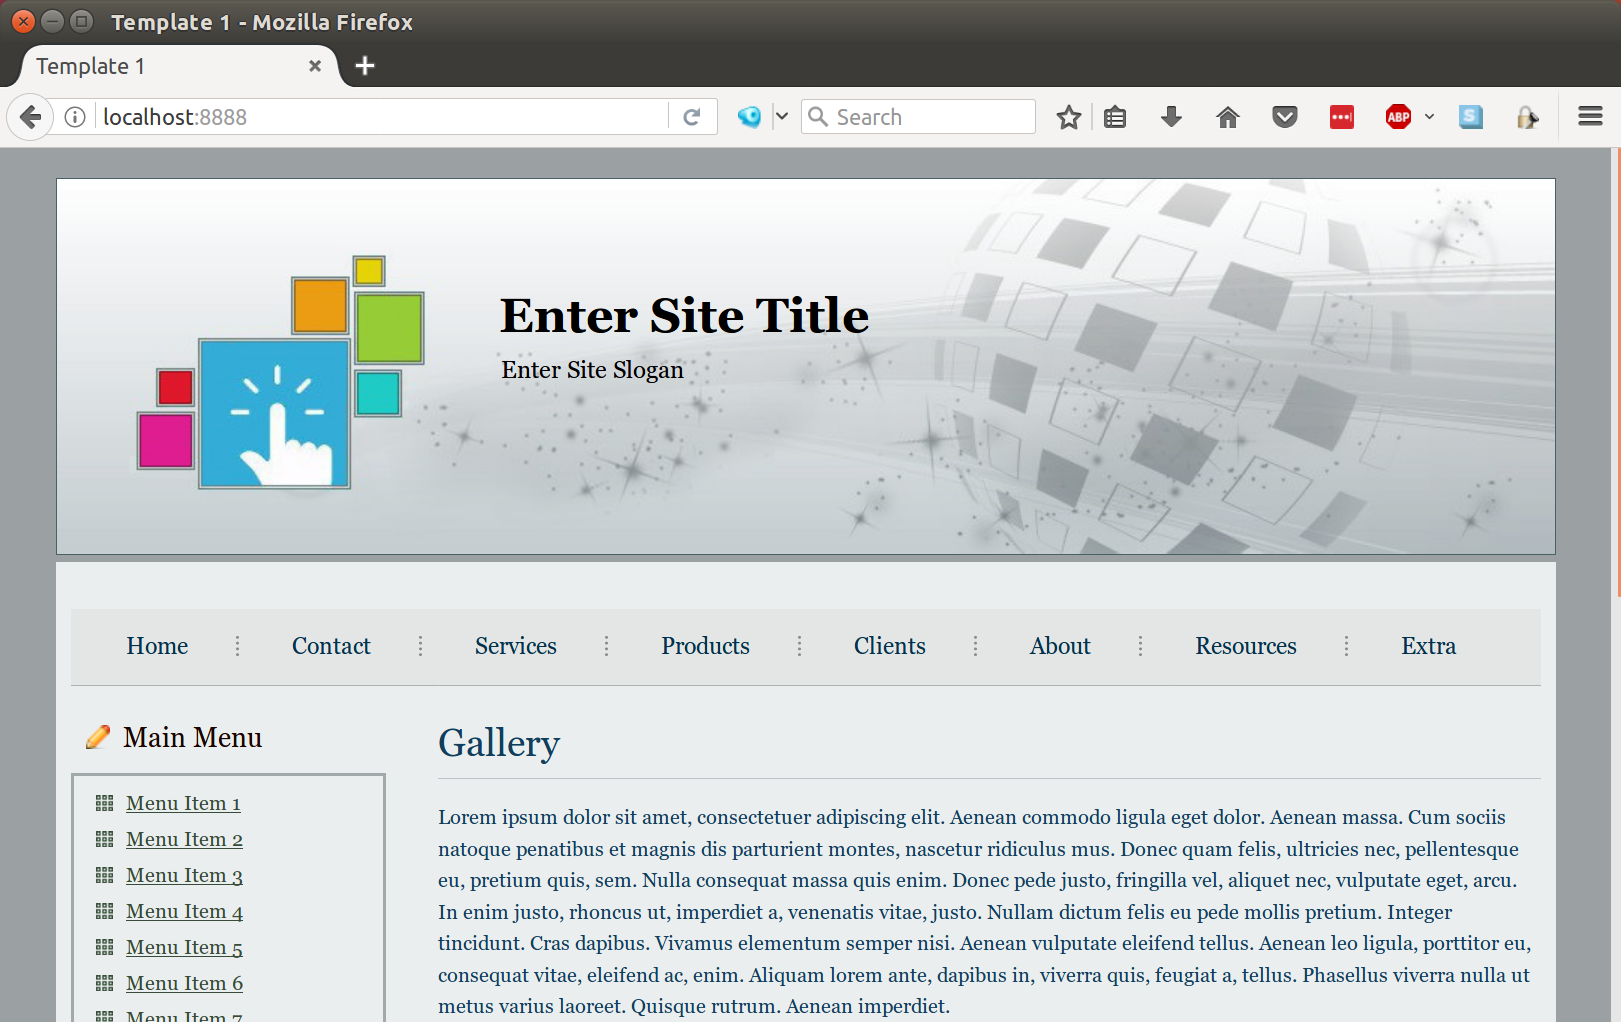 Template 1 - Mozilla Firefox
Template 1
localhost:8888
Search
ABP
S
Enter Site Title
Enter Site Slogan
Home Contact Services Products Clients About Resources Extra
Main Menu
Menu Item 1
Menu Item 2
Menu Item 3
Menu Item 4
Menu Item 5
Menu Item 6
Menu Item 7
Gallery
Lorem ipsum dolor sit amet, consectetuer adipiscing elit. Aenean commodo ligula eget dolor. Aenean massa. Cum sociis
natoque penatibus et magnis dis parturient montes, nascetur ridiculus mus. Donec quam felis, ultricies nec, pellentesque
eu, pretium quis, sem. Nulla consequat massa quis enim. Donec pede justo, fringilla vel, aliquet nec, vulputate eget, arcu.
In enim justo, rhoncus ut, imperdiet a, venenatis vitae, justo. Nullam dictum felis eu pede mollis pretium. Integer
tincidunt. Cras dapibus. Vivamus elementum semper nisi. Aenean vulputate eleifend tellus. Aenean leo ligula, porttitor eu,
consequat vitae, eleifend ac, enim. Aliquam lorem ante, dapibus in, viverra quis, feugiat a, tellus. Phasellus viverra nulla ut
metus varius laoreet. Quisque rutrum. Aenean imperdiet.